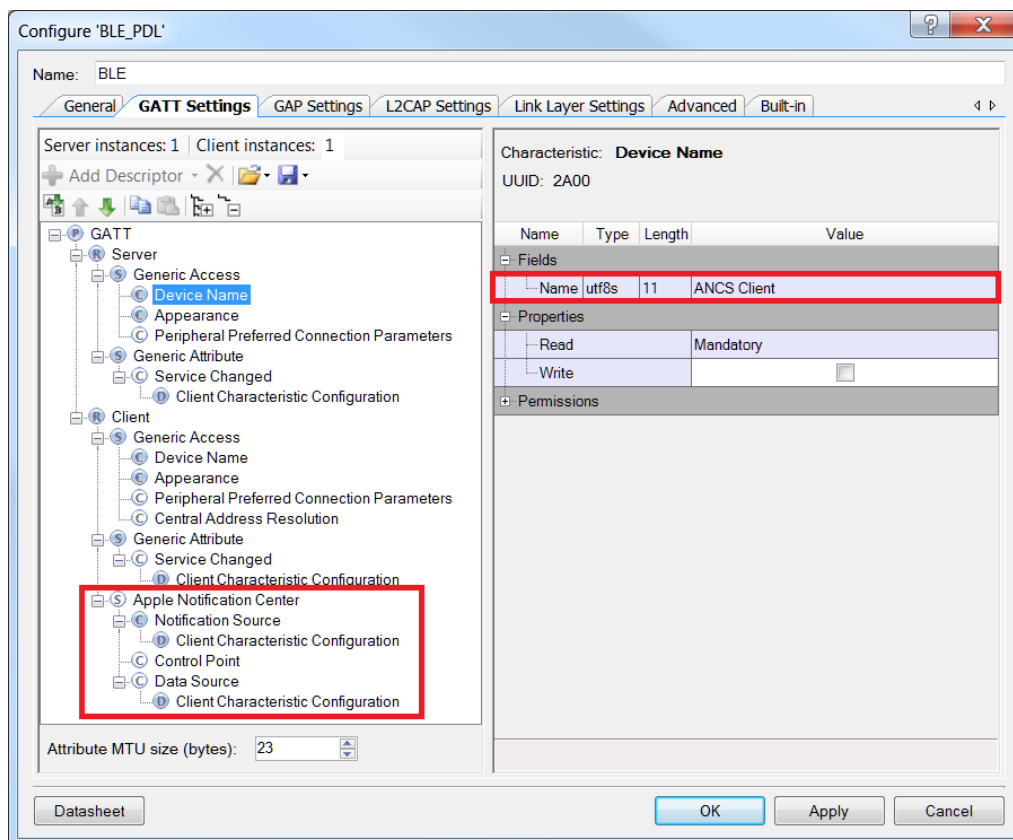 Configure 'BLE_PDL'
Name: BLE
General GATT Settings GAP Settings L2CAP Settings Link Layer Settings Advanced Built-in
Server instances: 1 Client instances: 1
Add Descriptor
GATT
Server
Generic Access
Device Name
Appearance
Peripheral Preferred Connection Parameters
Generic Attribute
Service Changed
Client Characteristic Configuration
Client
Generic Access
Device Name
Appearance
Peripheral Preferred Connection Parameters
Central Address Resolution
Generic Attribute
Service Changed
Client Characteristic Configuration
Apple Notification Center
Notification Source
Client Characteristic Configuration
Control Point
Data Source
Client Characteristic Configuration
Attribute MTU size (bytes): 23
Characteristic: Device Name
UUID: 2A00
Name Type Length Value
Fields
Name utf8s 11 ANCS Client
Properties
Read Mandatory
Write
Permissions
Datasheet OK Apply Cancel